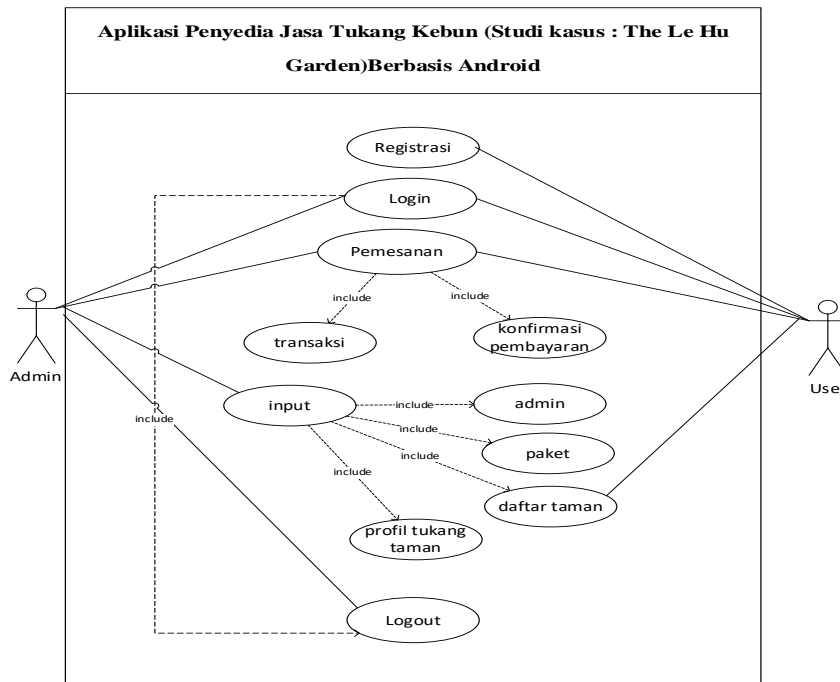 Aplikasi Penyedia Jasa Tukang Kebun (Studi kasus : The Le Hu
Garden)Berbasis Android
Registrasi
Login
Pemesanan
include
include
transaksi
konfirmasi
pembayaran
Admin
Use
input
include
admin
include
include
paket
include
include
daftar taman
profil tukang
taman
Logout